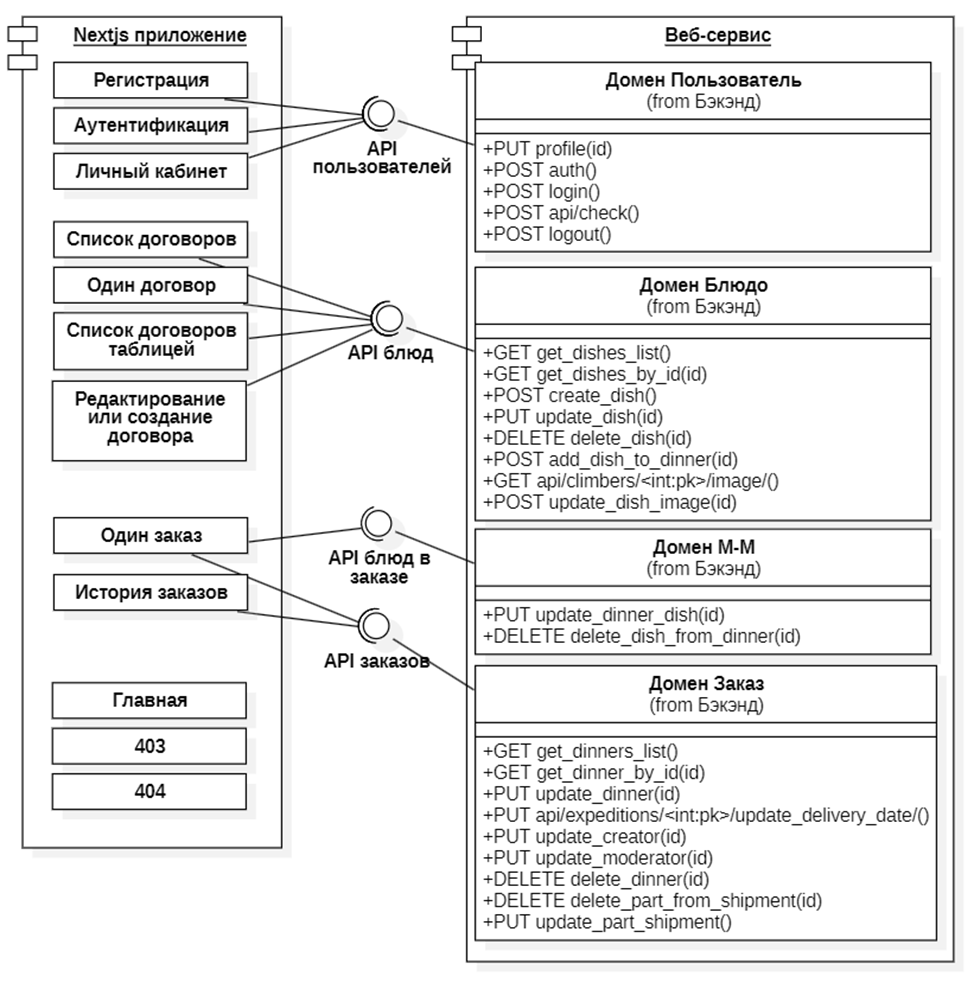 Nextjs приложение
Регистрация
Аутентификация
Личный кабинет
Список договоров
Один договор
Список договоров
таблицей
Редактирование
или создание
договора
Один заказ
История заказов
Главная
403
404
API
пользователей
API блюд
API блюд в
заказе
API заказов
Веб-сервис
Домен Пользователь
(from Бэкэнд)
+PUT profile(id)
+POST auth()
+POST login()
+POST api/check()
+POST logout()
Домен Блюдо
(from Бэкэнд)
+GET get_dishes_list()
+GET get_dishes_by_id(id)
+POST create_dish()
+PUT update_dish(id)
+DELETE delete_dish(id)
+POST add_dish_to_dinner(id)
+GET api/climbers/<int:pk>/image/()
+POST update_dish_image(id)
Домен М-М
(from Бэкэнд)
+PUT update_dinner_dish(id)
+DELETE delete_dish_from_dinner(id)
Домен Заказ
(from Бэкэнд)
+GET get_dinners_list()
+GET get_dinner_by_id(id)
+PUT update_dinner(id)
+PUT api/expeditions/<int:pk>/update_delivery_date/()
+PUT update_creator(id)
+PUT update_moderator(id)
+DELETE delete_dinner(id)
+DELETE delete_part_from_shipment(id)
+PUT update_part_shipment()